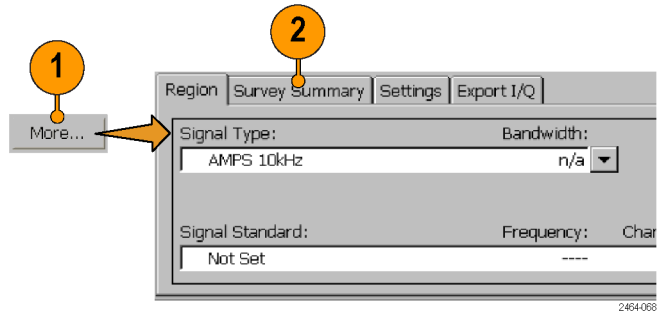 2
1
Region Survey Summary Settings Export I/Q
More...
Signal Type: Bandwidth:
AMPS 10kHz n/a
Signal Standard: Frequency: Char
Not Set ----
2464-068